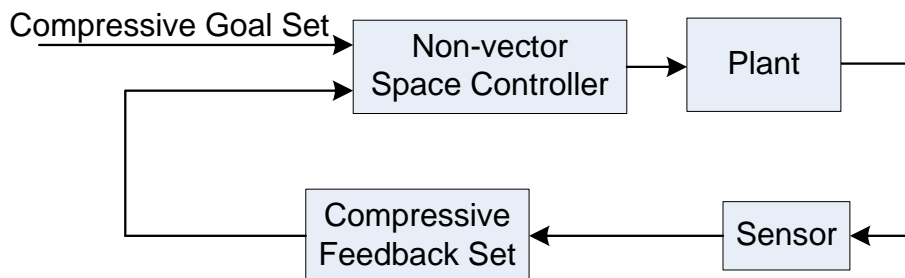 Compressive Goal Set
Non-vector
Space Controller
Plant
Compressive
Feedback Set
Sensor